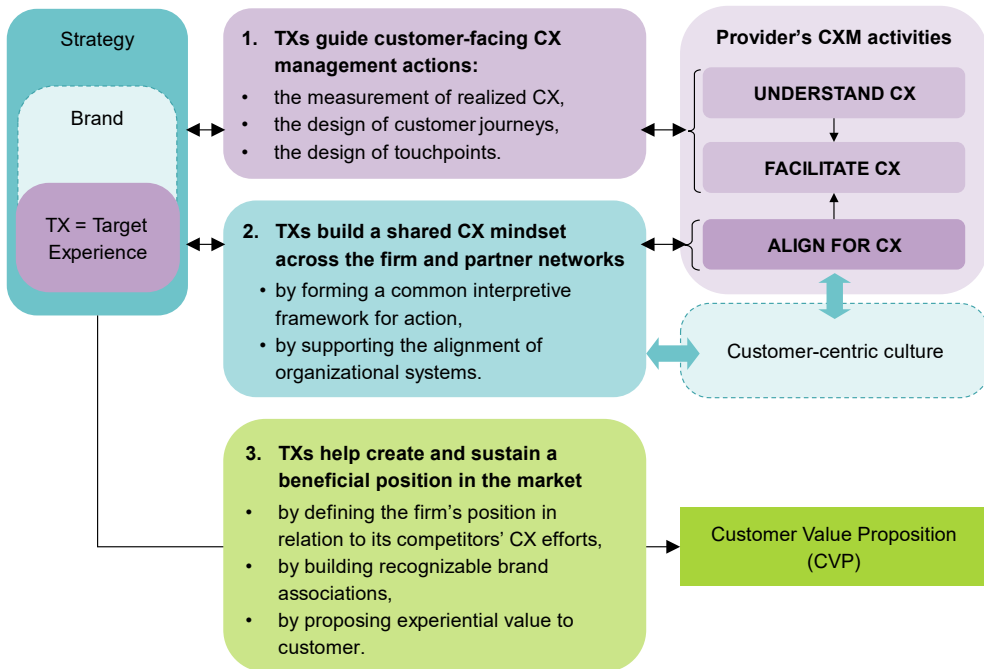 Strategy
Brand
TX = Target
Experience
1. TXs guide customer-facing CX
management actions:
• the measurement of realized CX,
• the design of customer journeys,
• the design of touchpoints.
Provider’s CXM activities
UNDERSTAND CX
FACILITATE CX
ALIGN FOR CX
2. TXs build a shared CX mindset
across the firm and partner networks
• by forming a common interpretive
framework for action,
• by supporting the alignment of
organizational systems.
Customer-centric culture
3. TXs help create and sustain a
beneficial position in the market
• by defining the firm’s position in
relation to its competitors’ CX efforts,
• by building recognizable brand
associations,
• by proposing experiential value to
customer.
Customer Value Proposition
(CVP)